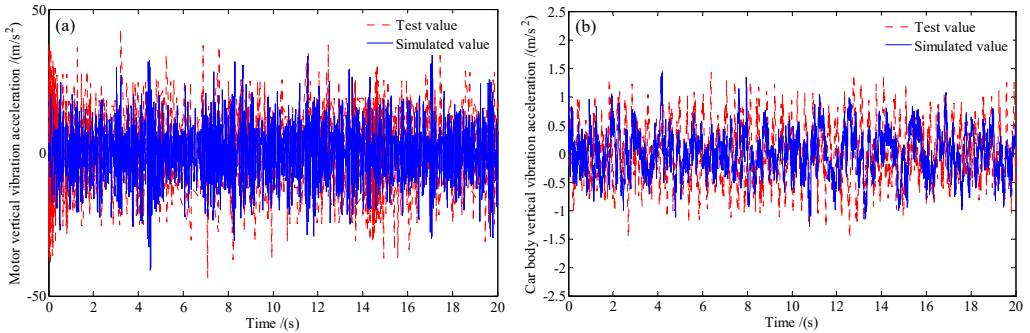 (a)
Test value
Simulated value
Motor vertical vibration acceleration /(m/s²)
50
25
0
-25
-50
0 2 4 6 8 10 12 14 16 18 20
Time /(s)
(b)
Test value
Simulated value
Car body vertical vibration acceleration /(m/s²)
2.5
2
1.5
1
0.5
0
-0.5
-1
-1.5
-2
-2.5
0 2 4 6 8 10 12 14 16 18 20
Time /(s)